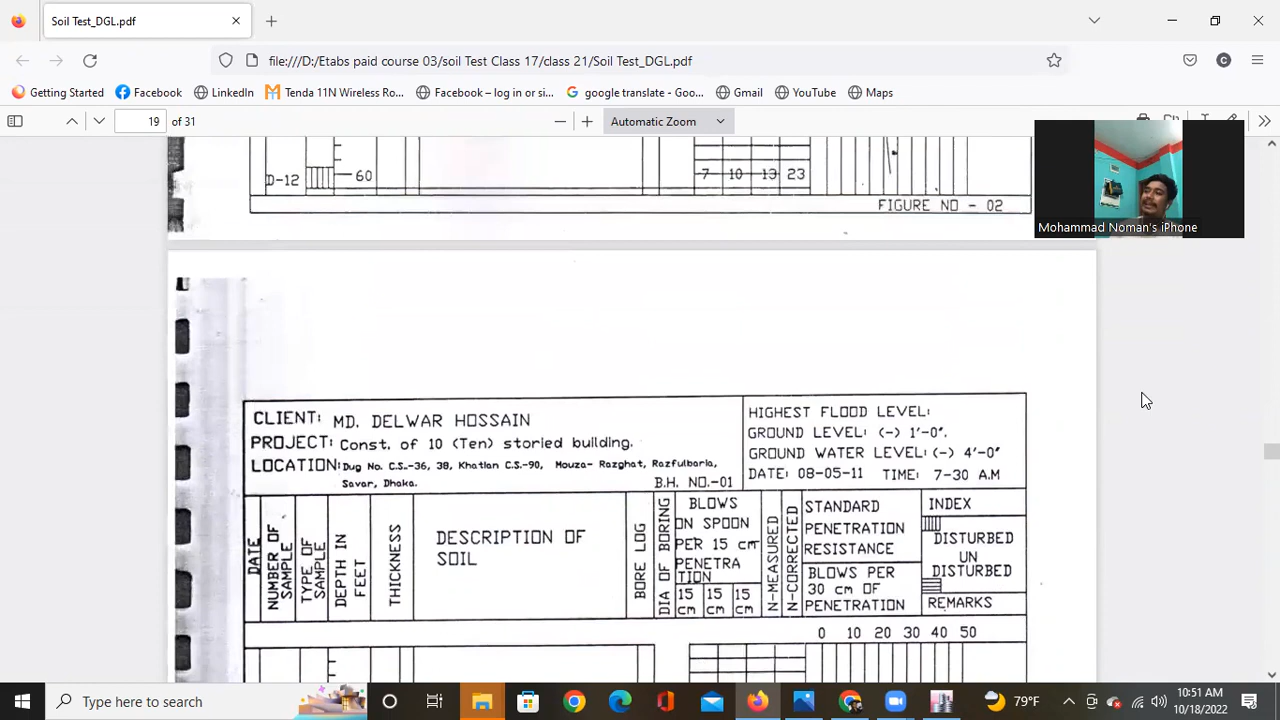 Soil Test_DGL.pdf
file:///D:/Etabs paid course 03/soil Test Class 17/class 21/Soil Test_DGL.pdf
Getting Started
Facebook
LinkedIn
Tenda 11N Wireless Ro...
Facebook – log in or si...
google translate - Goo...
Gmail
YouTube
Maps
19 of 31
Automatic Zoom
Mohammad Noman's iPhone
D-12 60 7 10 13 23
FIGURE NO - 02
CLIENT: MD. DELWAR HOSSAIN
PROJECT: Const. of 10 (Ten) storied building.
LOCATION: Dug No. C.S.-36, 38, Khatian C.S.-90, Mouza- Razghat, Razfulbaria,
Savar, Dhaka. B.H. NO.-01
HIGHEST FLOOD LEVEL:
GROUND LEVEL: (-) 1'-0".
GROUND WATER LEVEL: (-) 4'-0"
DATE: 08-05-11 TIME: 7-30 A.M
DATE
NUMBER OF SAMPLE
TYPE OF SAMPLE
DEPTH IN FEET
THICKNESS
DESCRIPTION OF
SOIL
BORE LOG
DIA OF BORING
BLOWS
ON SPOON
PER 15 cm
PENETRA
TION
15 15 15
cm cm cm
N-MEASURED
N-CORRECTED
STANDARD
PENETRATION
RESISTANCE
BLOWS PER
30 cm OF
PENETRATION
INDEX
DISTURBED
UN
DISTURBED
REMARKS
0 10 20 30 40 50
Type here to search
79°F
10:51 AM
10/18/2022